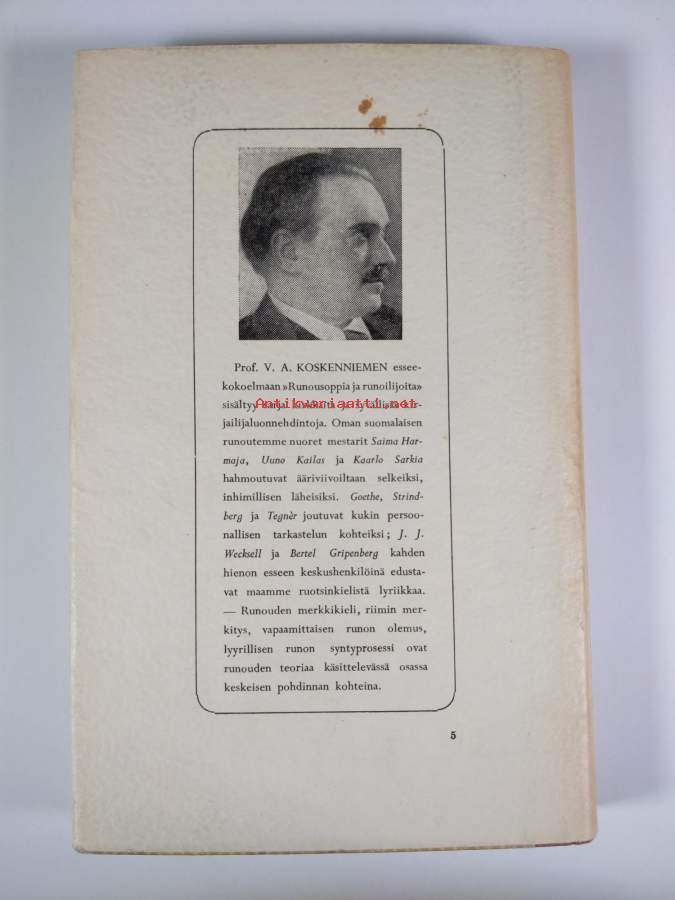 Prof. V. A. KOSKENNIEMEN essee-
kokoelmaan »Runousoppia ja runoilijoita»
sisältyy sarja
Antikvariaatti.net
jailijaluonnehdintoja. Oman suomalaisen
runoutemme nuoret mestarit Saima Har-
maja, Uuno Kailas ja Kaarlo Sarkia
hahmoutuvat ääriviivoiltaan selkeiksi,
inhimillisen läheisiksi. Goethe, Strind-
berg ja Tegnèr joutuvat kukin persoo-
nallisen tarkastelun kohteiksi; J. J.
Wecksell ja Bertel Gripenberg kahden
hienon esseen keskushenkilöinä edusta-
vat maamme ruotsinkielistä lyriikkaa.
— Runouden merkkikieli, riimin mer-
kitys, vapaamittaisen runon olemus,
lyyrillisen runon syntyprosessi ovat
runouden teoriaa käsittelevässä osassa
keskeisen pohdinnan kohteina.
5